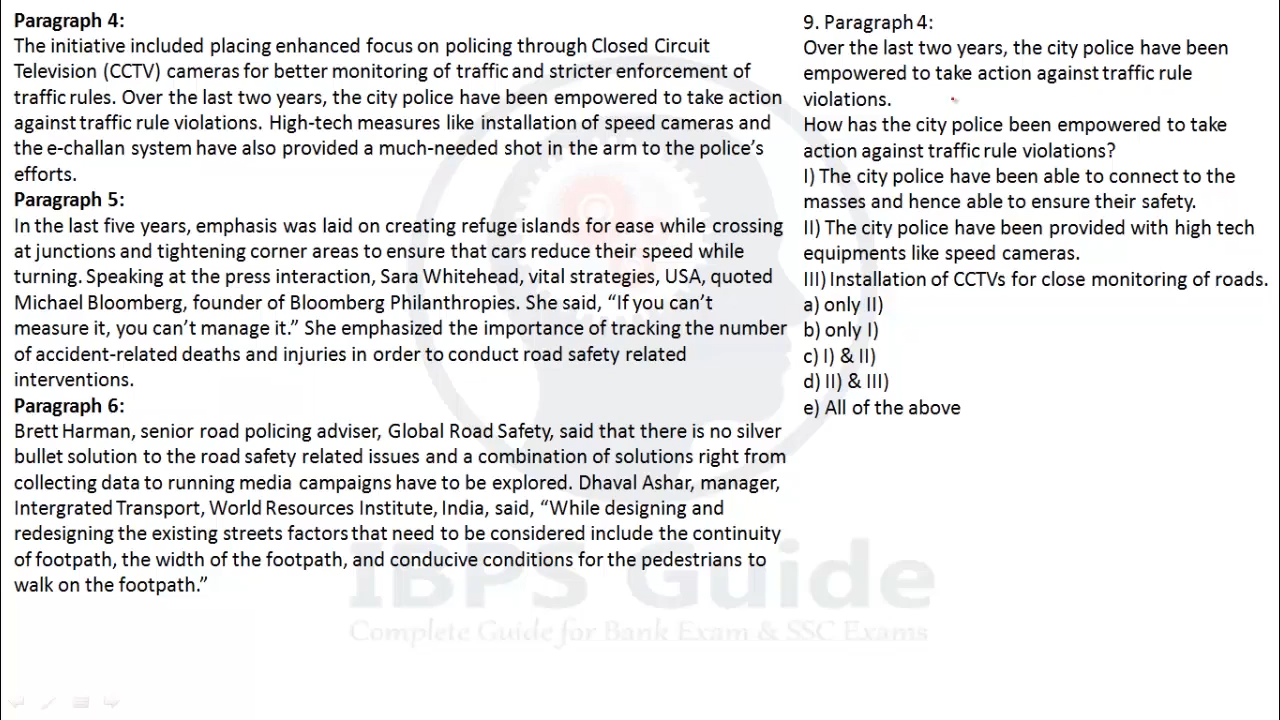 Paragraph 4:
The initiative included placing enhanced focus on policing through Closed Circuit
Television (CCTV) cameras for better monitoring of traffic and stricter enforcement of
traffic rules. Over the last two years, the city police have been empowered to take action
against traffic rule violations. High-tech measures like installation of speed cameras and
the e-challan system have also provided a much-needed shot in the arm to the police’s
efforts.
Paragraph 5:
In the last five years, emphasis was laid on creating refuge islands for ease while crossing
at junctions and tightening corner areas to ensure that cars reduce their speed while
turning. Speaking at the press interaction, Sara Whitehead, vital strategies, USA, quoted
Michael Bloomberg, founder of Bloomberg Philanthropies. She said, “If you can’t
measure it, you can’t manage it.” She emphasized the importance of tracking the number
of accident-related deaths and injuries in order to conduct road safety related
interventions.
Paragraph 6:
Brett Harman, senior road policing adviser, Global Road Safety, said that there is no silver
bullet solution to the road safety related issues and a combination of solutions right from
collecting data to running media campaigns have to be explored. Dhaval Ashar, manager,
Intergrated Transport, World Resources Institute, India, said, “While designing and
redesigning the existing streets factors that need to be considered include the continuity
of footpath, the width of the footpath, and conducive conditions for the pedestrians to
walk on the footpath.”
9. Paragraph 4:
Over the last two years, the city police have been
empowered to take action against traffic rule
violations.
How has the city police been empowered to take
action against traffic rule violations?
I) The city police have been able to connect to the
masses and hence able to ensure their safety.
II) The city police have been provided with high tech
equipments like speed cameras.
III) Installation of CCTVs for close monitoring of roads.
a) only II)
b) only I)
c) I) & II)
d) II) & III)
e) All of the above
IBPS Guide
Complete Guide for Bank Exam & SSC Exams